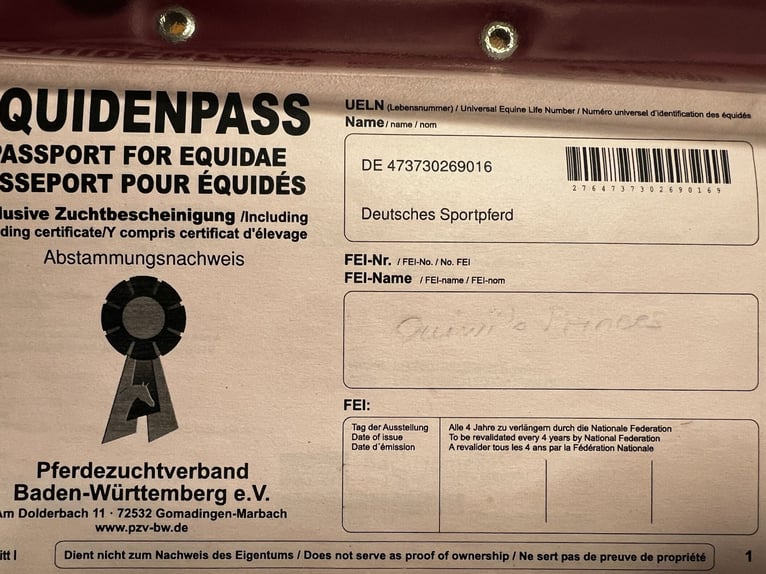 QUIDENPASS
PASSPORT FOR EQUIDAE
SSEPORT POUR ÉQUIDÉS
lusive Zuchtbescheinigung /Including
ding certificate/Y compris certificat d'élevage
Abstammungsnachweis
Pferdezuchtverband
Baden-Württemberg e.V.
Am Dolderbach 11 · 72532 Gomadingen-Marbach
www.pzv-bw.de
UELN (Lebensnummer) / Universal Equine Life Number / Numéro universel d'identification des équidés
Name / name / nom
DE 473730269016
2764737302690169
Deutsches Sportpferd
FEI-Nr. / FEI-No. / No. FEI
FEI-Name / FEI-name / FEI-nom
FEI:
Tag der Ausstellung
Date of issue
Date d´émission
Alle 4 Jahre zu verlängern durch die Nationale Federation
To be revalidated every 4 years by National Federation
A revalider tous les 4 ans par la Fédération Nationale
itt I
Dient nicht zum Nachweis des Eigentums / Does not serve as proof of ownership / Ne sert pas de preuve de propriété
1